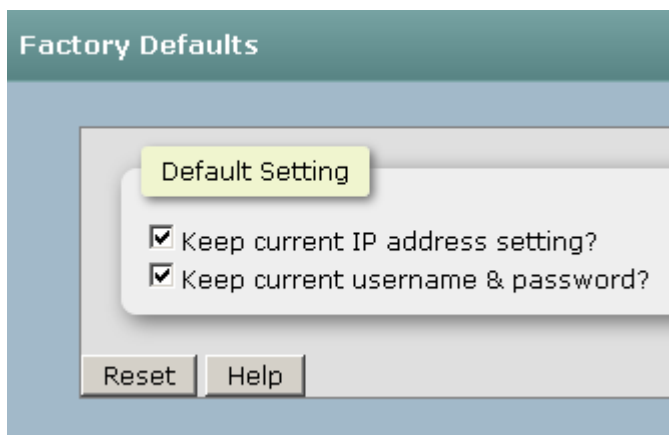 Factory Defaults
Default Setting
Keep current IP address setting?
Keep current username & password?
Reset
Help